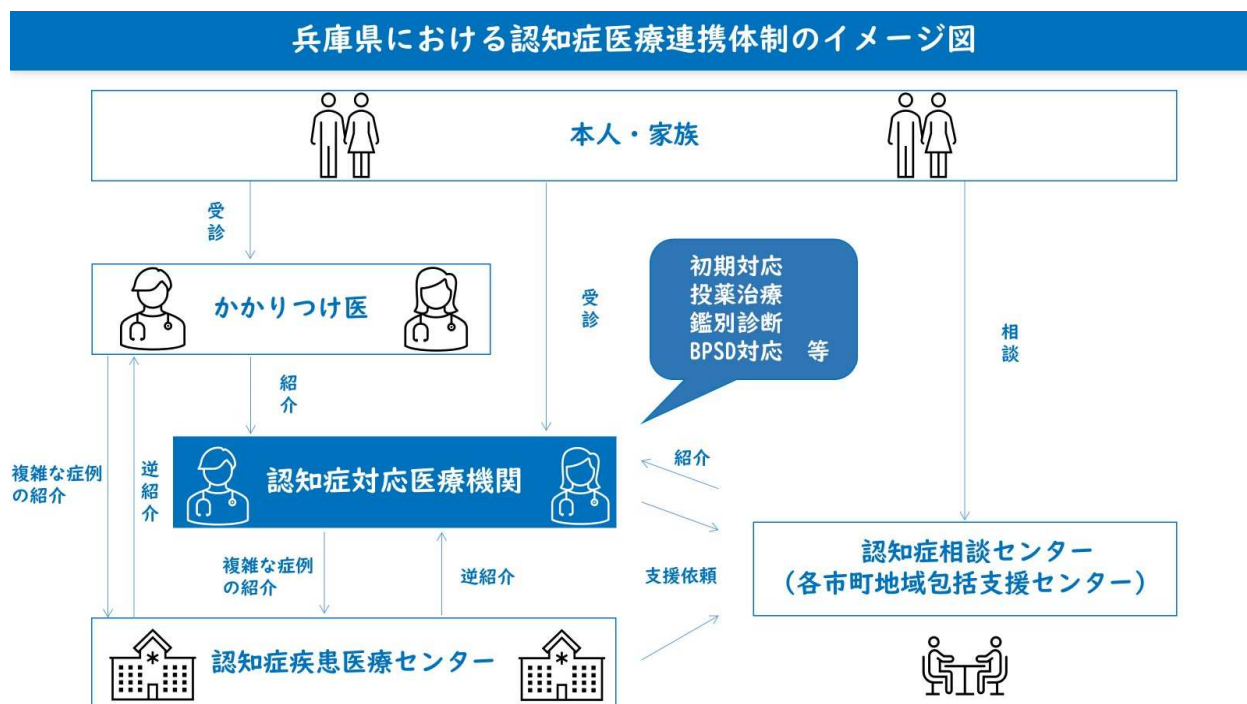 兵庫県における認知症医療連携体制のイメージ図
本人・家族
受診
かかりつけ医
受診
初期対応
投薬治療
鑑別診断
BPSD対応　等
相談
紹介
複雑な症例
の紹介
逆紹介
認知症対応医療機関
紹介
支援依頼
複雑な症例
の紹介
逆紹介
認知症相談センター
（各市町地域包括支援センター）
認知症疾患医療センター